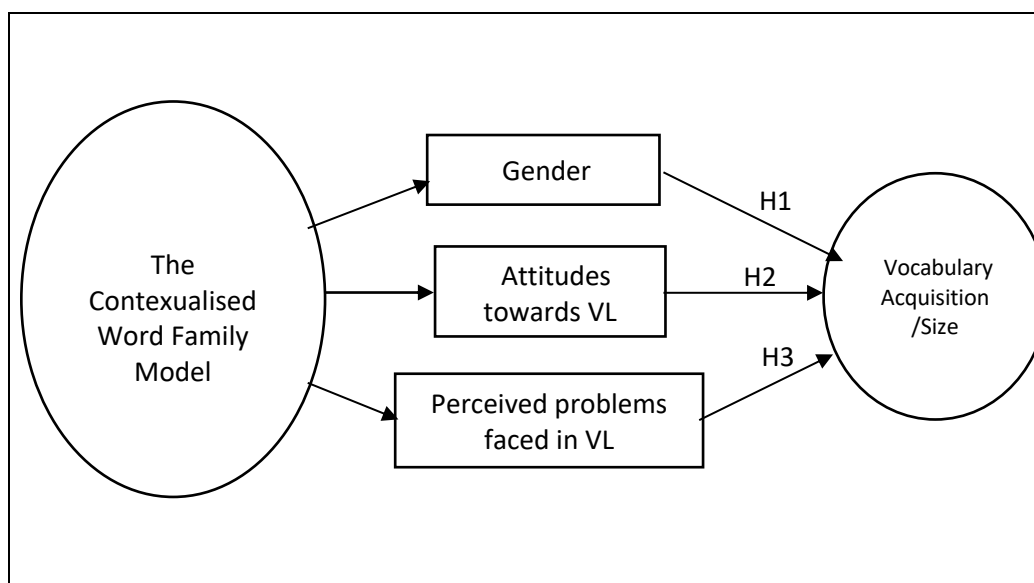 The
Contexualised
Word Family
Model
Gender
Attitudes
towards VL
Perceived problems
faced in VL
H1
H2
H3
Vocabulary
Acquisition
/Size